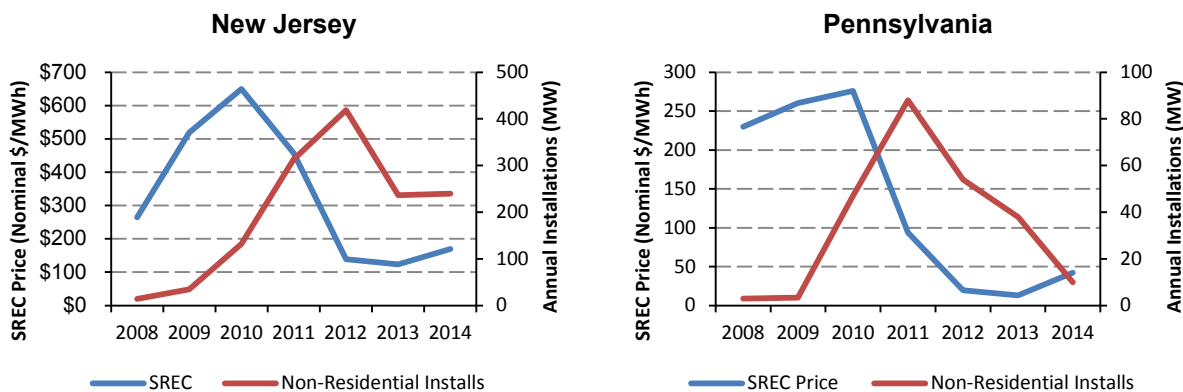 New Jersey
SREC Price (Nominal $/MWh)
$700
$600
$500
$400
$300
$200
$100
$0
500
400
300
200
100
0
Annual Installations (MW)
2008 2009 2010 2011 2012 2013 2014
SREC Non-Residential Installs
Pennsylvania
SREC Price (Nominal $/MWh)
300
250
200
150
100
50
0
100
80
60
40
20
0
Annual Installations (MW)
2008 2009 2010 2011 2012 2013 2014
SREC Price Non-Residential Installs